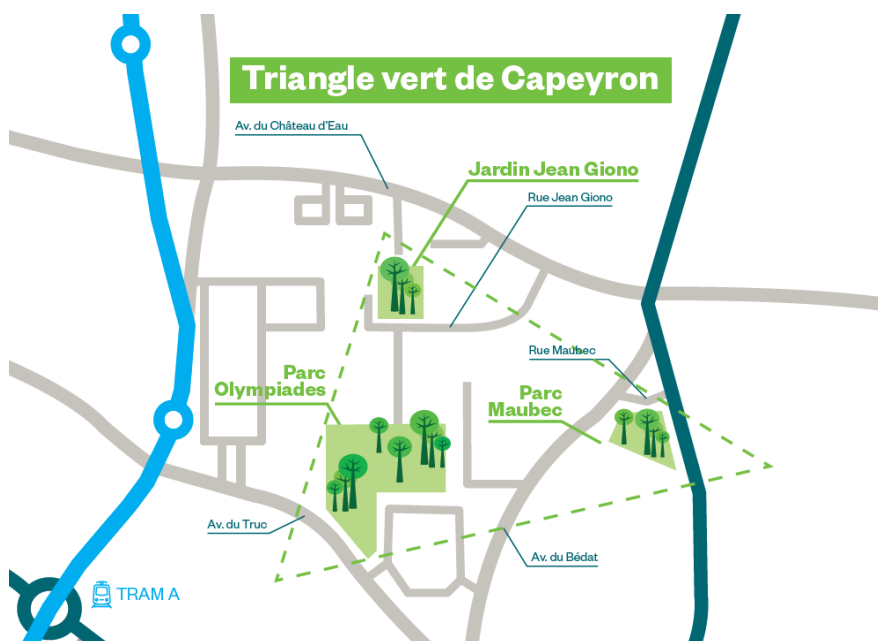 Triangle vert de Capeyron
Av. du Château d'Eau
Jardin Jean Giono
Rue Jean Giono
Rue Maubec
Parc
Olympiades
Parc
Maubec
Av. du Truc
Av. du Bédat
TRAM A